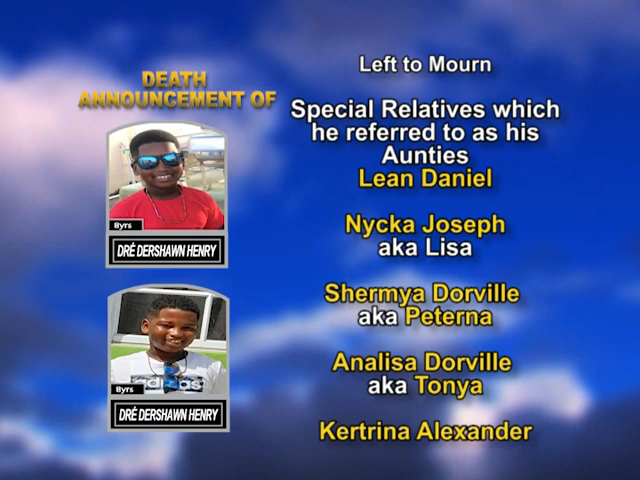 DEATH
ANNOUNCEMENT OF
8yrs
DRÉ DERSHAWN HENRY
adidas
8yrs
DRÉ DERSHAWN HENRY
Left to Mourn
Special Relatives which
he referred to as his
Aunties
Lean Daniel
Nycka Joseph
aka Lisa
Shermya Dorville
aka Peterna
Analisa Dorville
aka Tonya
Kertrina Alexander